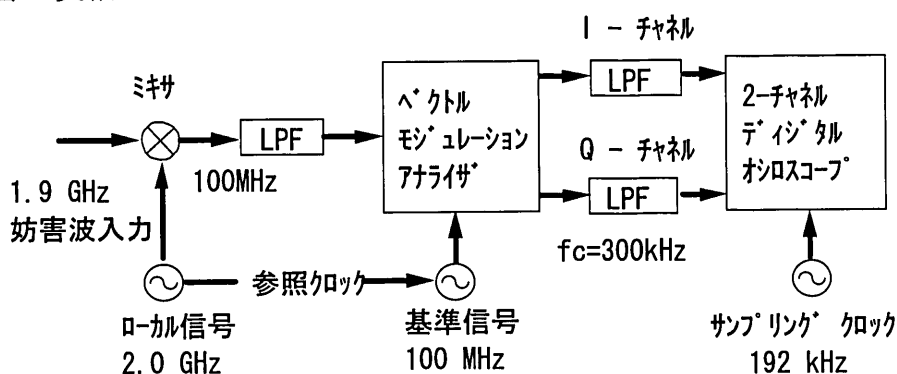 I - ﾁｬﾈﾙ
ﾐｷｻ
LPF
ﾍﾞｸﾄﾙ
ﾓｼﾞｭﾚｰｼｮﾝ
ｱﾅﾗｲｻﾞ
LPF
2-ﾁｬﾈﾙ
ﾃﾞｨｼﾞﾀﾙ
ｵｼﾛｽｺｰﾌﾟ
Q - ﾁｬﾈﾙ
LPF
100MHz
1.9 GHz
妨害波入力
fc=300kHz
参照ｸﾛｯｸ
ﾛｰｶﾙ信号
2.0 GHz
基準信号
100 MHz
ｻﾝﾌﾟﾘﾝｸﾞ ｸﾛｯｸ
192 kHz